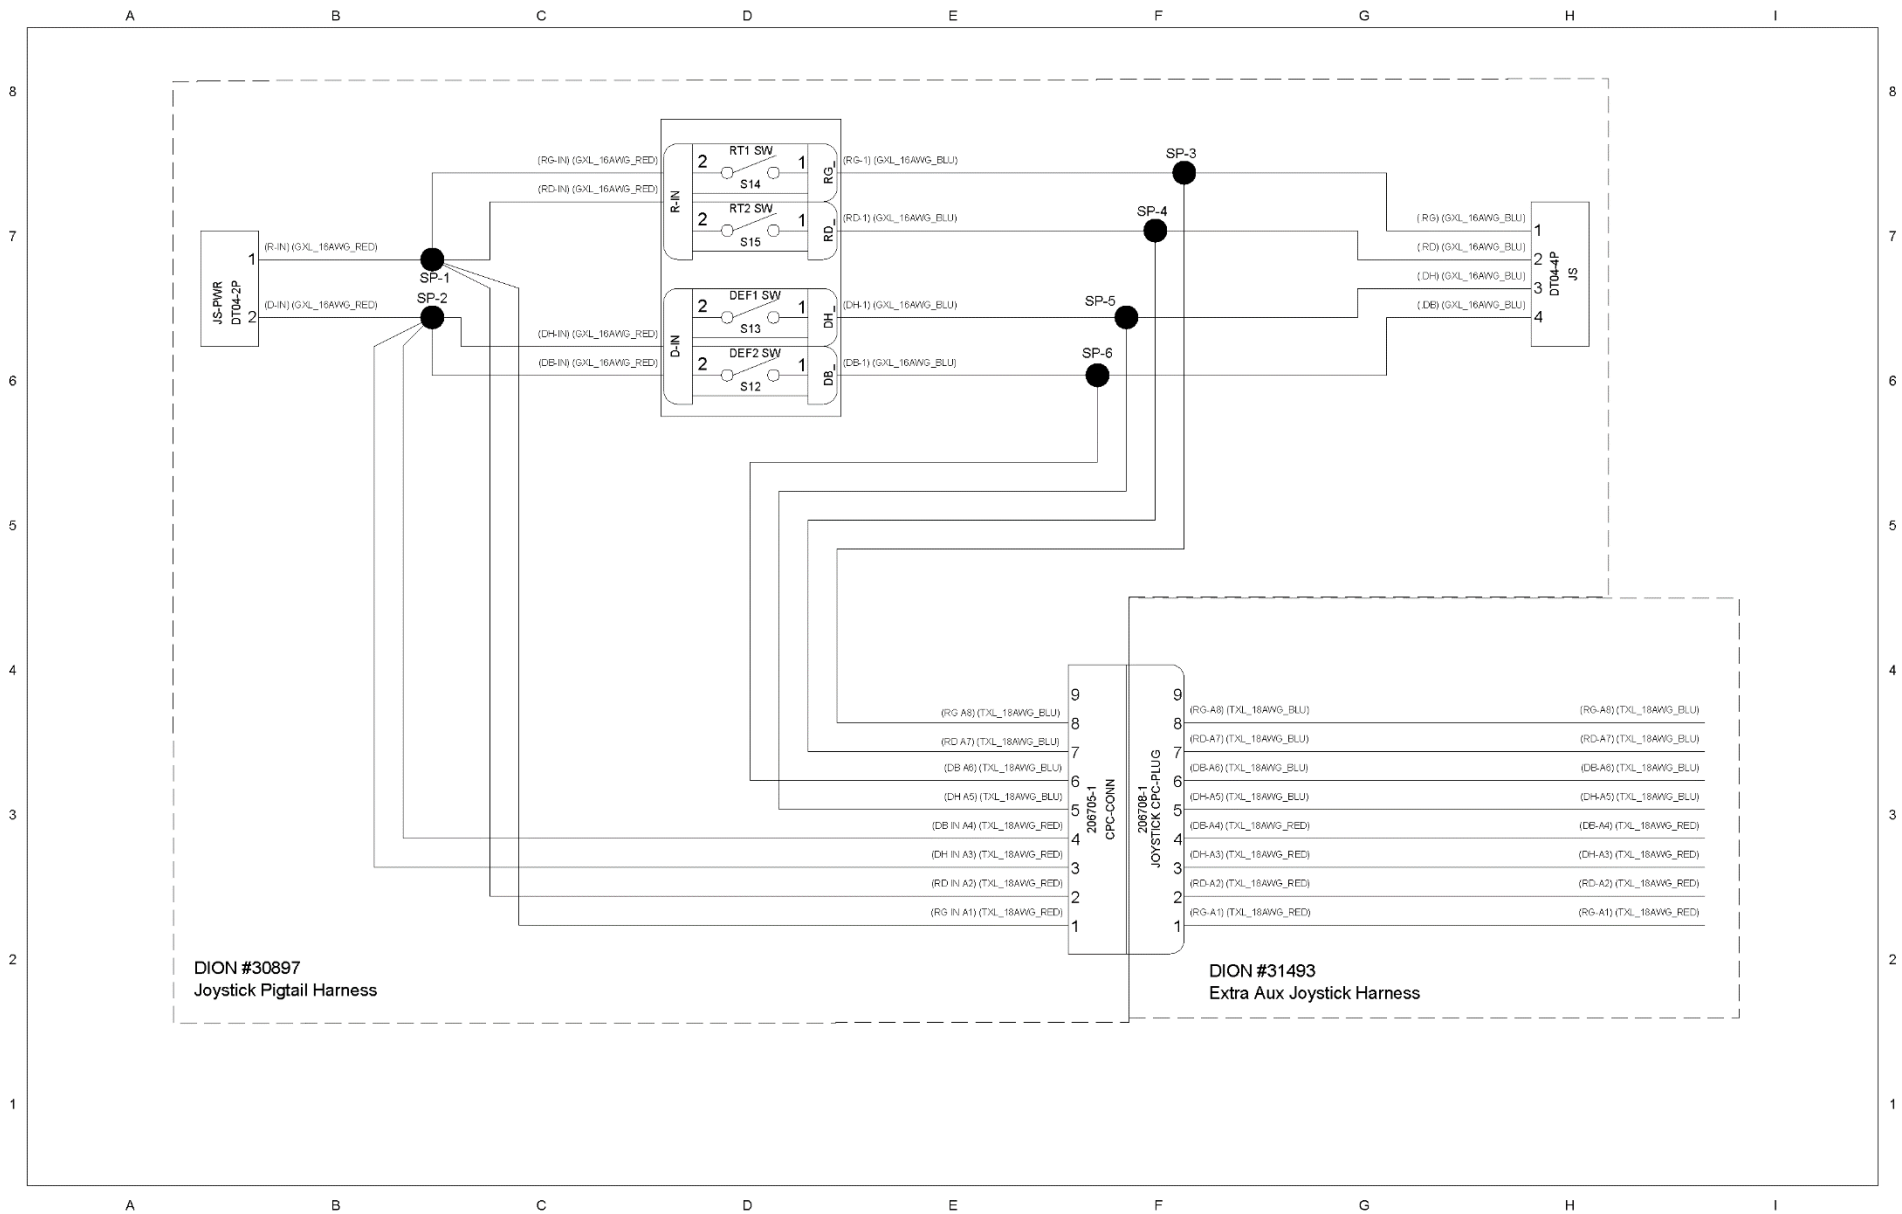 A B C D E F G H I
8 8
7 7
6 6
5 5
4 4
3 3
2 2
1 1
JS-PWR
DT04-2P
1
2
(R-IN) (GXL_16AWG_RED)
(D-IN) (GXL_16AWG_RED)
SP-1
SP-2
(RG-IN) (GXL_16AWG_RED)
(RD-IN) (GXL_16AWG_RED)
(DH-IN) (GXL_16AWG_RED)
(DB-IN) (GXL_16AWG_RED)
R-IN
2 RT1 SW 1
S14
RG_
2 RT2 SW 1
S15
RD_
D-IN
2 DEF1 SW 1
S13
DH_
2 DEF2 SW 1
S12
DB_
(RG-1) (GXL_16AWG_BLU)
(RD-1) (GXL_16AWG_BLU)
(DH-1) (GXL_16AWG_BLU)
(DB-1) (GXL_16AWG_BLU)
SP-3
SP-4
SP-5
SP-6
( RG) (GXL_16AWG_BLU)
( RD) (GXL_16AWG_BLU)
( DH) (GXL_16AWG_BLU)
( DB) (GXL_16AWG_BLU)
1
2
3
4
DT04-4P
JS
(RG A8) (TXL_18AWG_BLU)
(RD A7) (TXL_18AWG_BLU)
(DB A6) (TXL_18AWG_BLU)
(DH A5) (TXL_18AWG_BLU)
(DB IN A4) (TXL_18AWG_RED)
(DH IN A3) (TXL_18AWG_RED)
(RD IN A2) (TXL_18AWG_RED)
(RG IN A1) (TXL_18AWG_RED)
9
8
7
6
5
4
3
2
1
206705-1
CPC-CONN
206708-1
JOYSTICK CPC-PLUG
9
8
7
6
5
4
3
2
1
(RG-A8) (TXL_18AWG_BLU) (RG-A8) (TXL_18AWG_BLU)
(RD-A7) (TXL_18AWG_BLU) (RD-A7) (TXL_18AWG_BLU)
(DB-A6) (TXL_18AWG_BLU) (DB-A6) (TXL_18AWG_BLU)
(DH-A5) (TXL_18AWG_BLU) (DH-A5) (TXL_18AWG_BLU)
(DB-A4) (TXL_18AWG_RED) (DB-A4) (TXL_18AWG_RED)
(DH-A3) (TXL_18AWG_RED) (DH-A3) (TXL_18AWG_RED)
(RD-A2) (TXL_18AWG_RED) (RD-A2) (TXL_18AWG_RED)
(RG-A1) (TXL_18AWG_RED) (RG-A1) (TXL_18AWG_RED)
DION #30897
Joystick Pigtail Harness
DION #31493
Extra Aux Joystick Harness
A B C D E F G H I